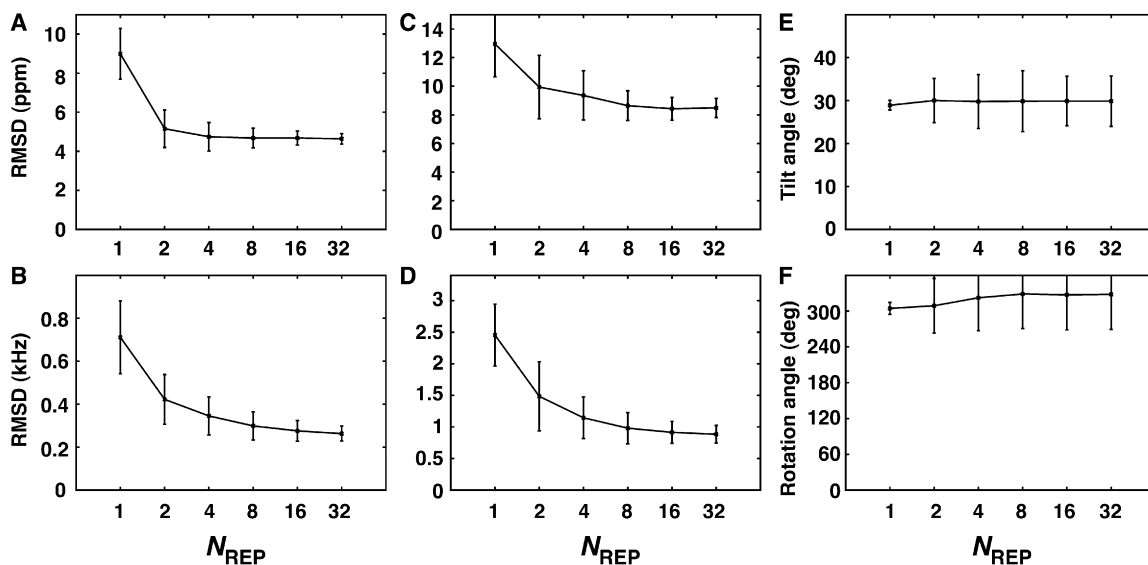 A
RMSD (ppm)
10
8
6
4
2
0
1 2 4 8 16 32
C
14
12
10
8
6
4
2
0
1 2 4 8 16 32
E
Tilt angle (deg)
40
30
20
10
0
1 2 4 8 16 32
B
RMSD (kHz)
0.8
0.6
0.4
0.2
0
1 2 4 8 16 32
N_REP
D
3
2.5
2
1.5
1
0.5
0
1 2 4 8 16 32
N_REP
F
Rotation angle (deg)
300
240
180
120
60
0
1 2 4 8 16 32
N_REP